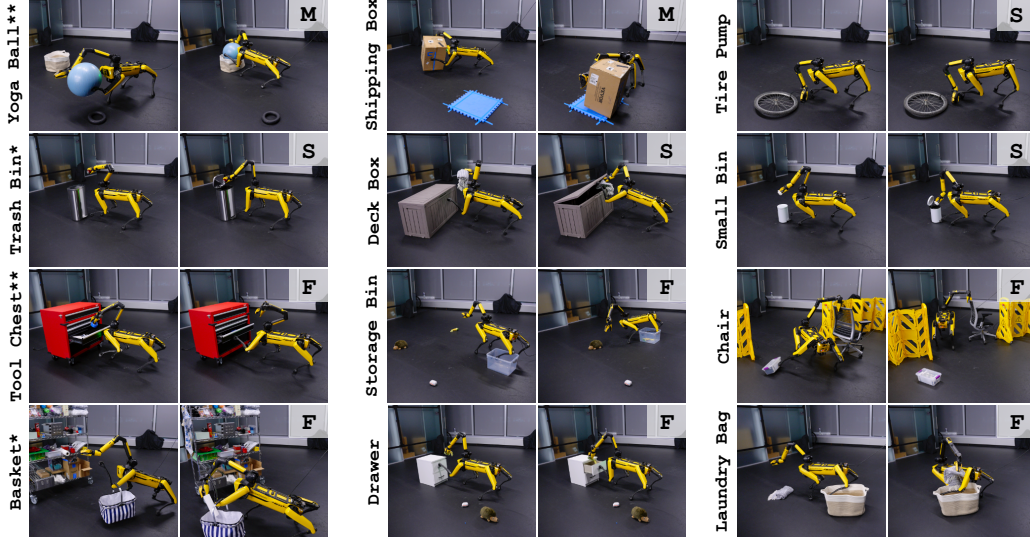 Yoga Ball**
M
Shipping Box
M
Tire Pump
S
Trash Bin*
S
Deck Box
S
Small Bin
S
Tool Chest**
F
Storage Bin
F
Chair
F
Basket*
F
Drawer
F
Laundry Bag
F